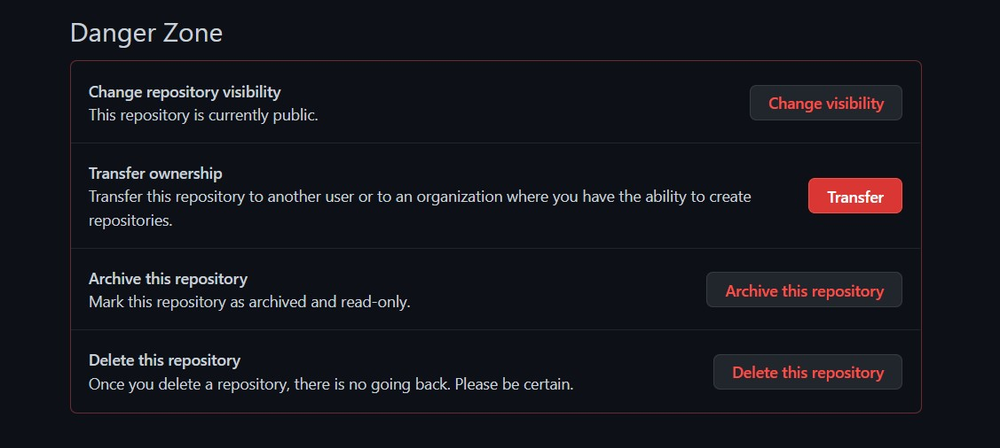 Danger Zone
Change repository visibility
This repository is currently public.
Change visibility
Transfer ownership
Transfer this repository to another user or to an organization where you have the ability to create
repositories.
Transfer
Archive this repository
Mark this repository as archived and read-only.
Archive this repository
Delete this repository
Once you delete a repository, there is no going back. Please be certain.
Delete this repository